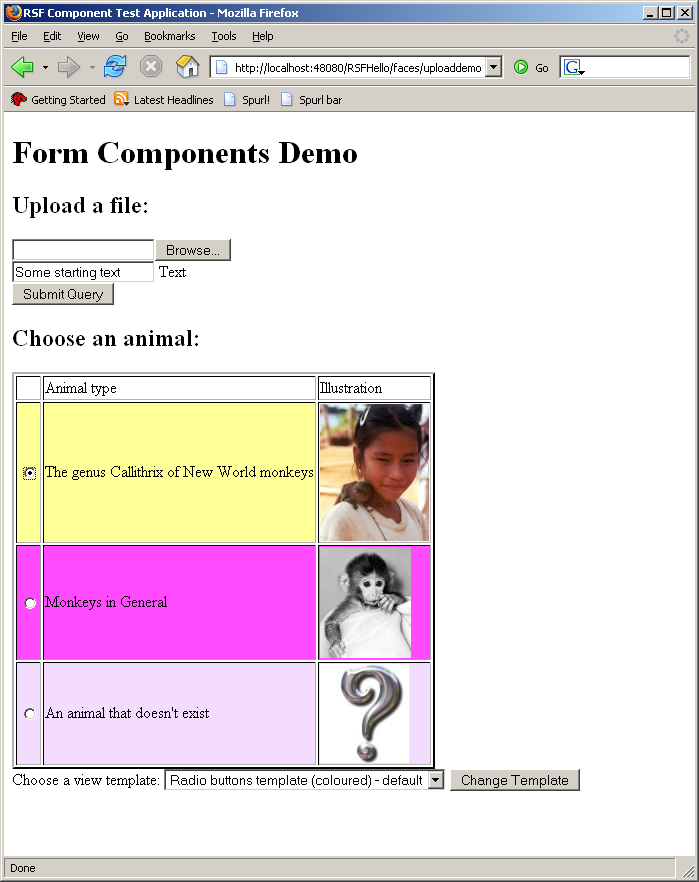 RSF Component Test Application - Mozilla Firefox
File Edit View Go Bookmarks Tools Help
http://localhost:48080/RSFHello/faces/uploaddemo Go G
Getting Started Latest Headlines Spurl! Spurl bar
Form Components Demo
Upload a file:
Browse...
Some starting text Text
Submit Query
Choose an animal:
Animal type Illustration
The genus Callithrix of New World monkeys
Monkeys in General
An animal that doesn't exist
?
Choose a view template: Radio buttons template (coloured) - default Change Template
Done